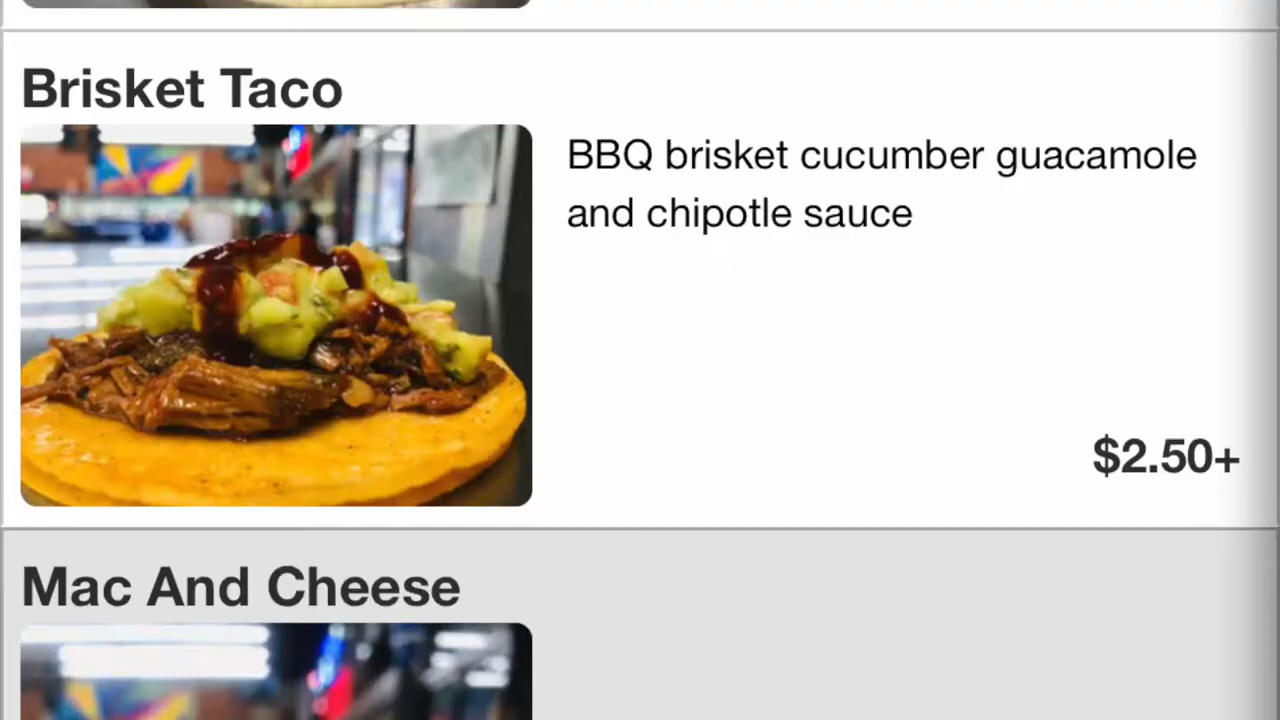 Brisket Taco
BBQ brisket cucumber guacamole
and chipotle sauce
$2.50+
Mac And Cheese